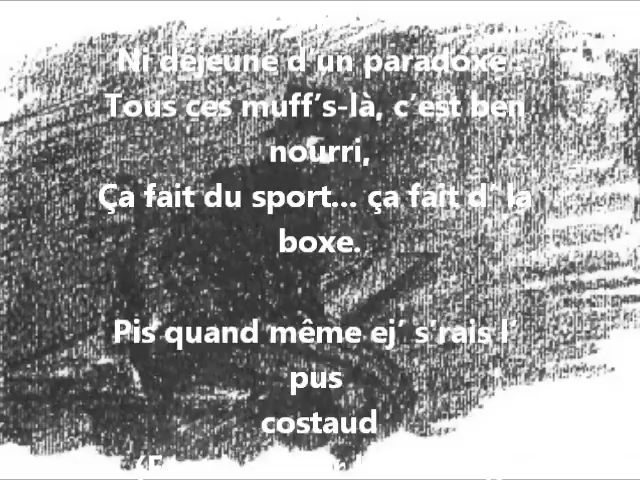 Ni déjeuné d’un paradoxe :
Tous ces muff’s-là, c’est ben
nourri,
Ça fait du sport... ça fait d’ la
boxe.
Pis quand même ej’ s'rais l’
pus
costaud